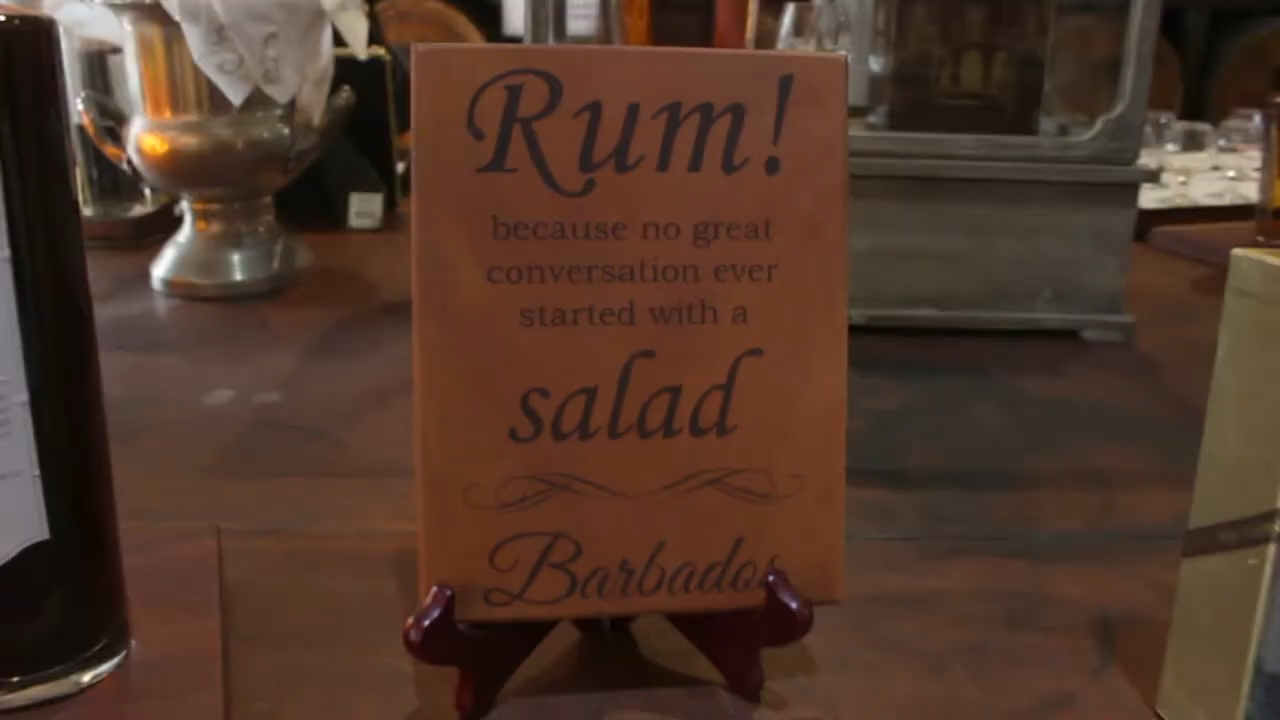 Rum!
because no great
conversation ever
started with a
salad
Barbados